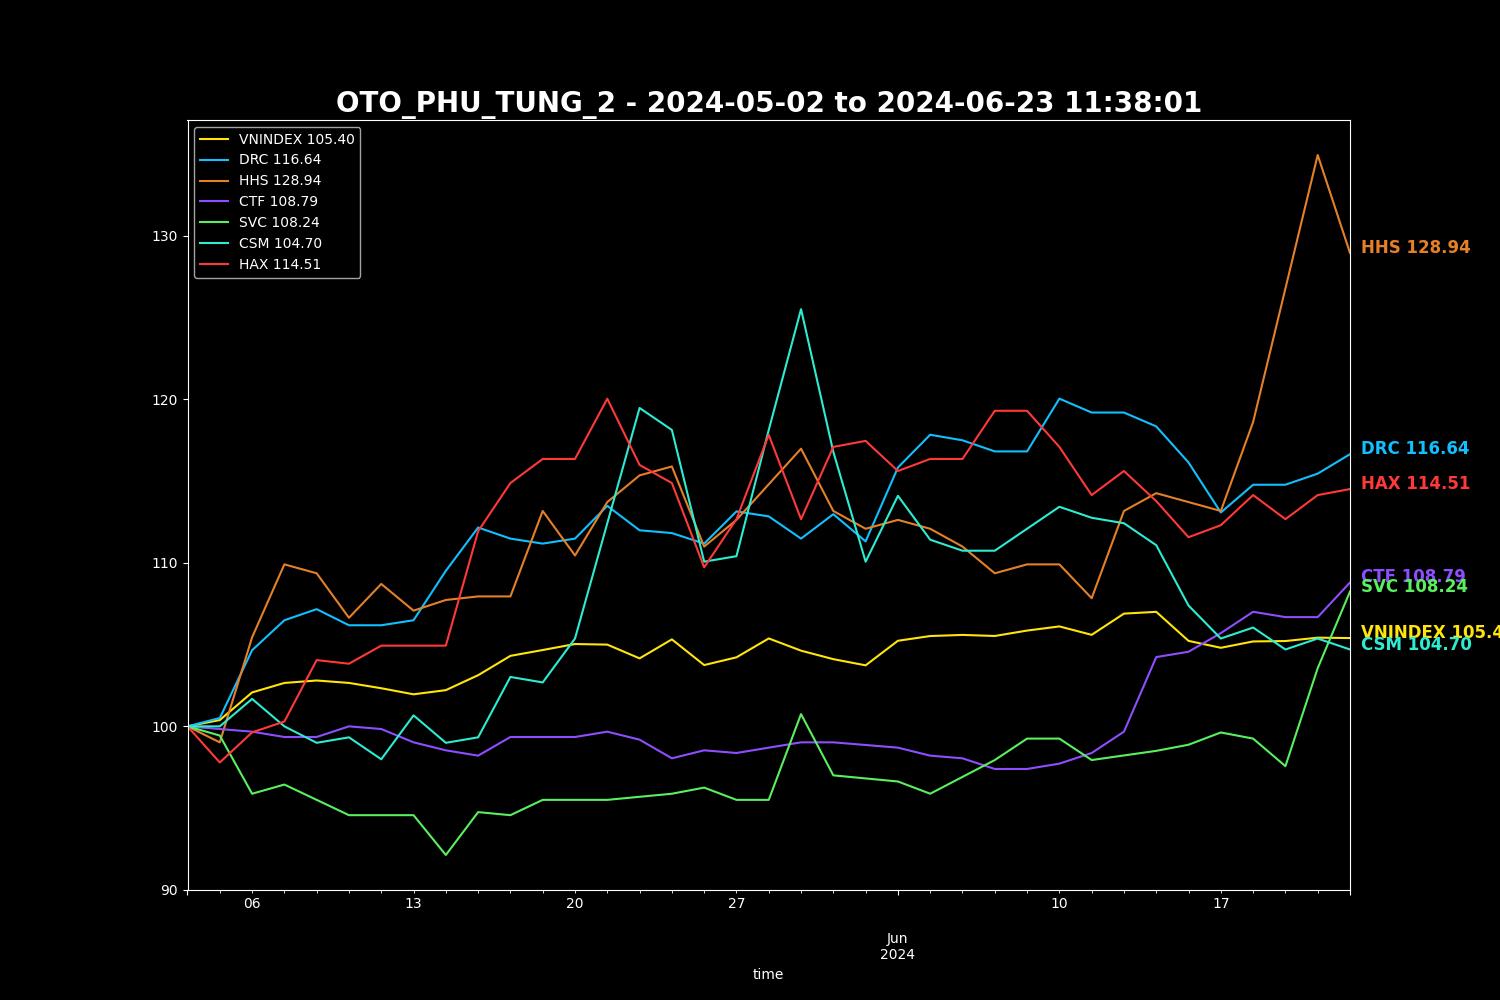 OTO_PHU_TUNG_2 - 2024-05-02 to 2024-06-23 11:38:01
VNINDEX 105.40
DRC 116.64
HHS 128.94
CTF 108.79
SVC 108.24
CSM 104.70
HAX 114.51
130
120
110
100
90
HHS 128.94
DRC 116.64
HAX 114.51
CTF 108.79
SVC 108.24
VNINDEX 105.4
CSM 104.70
06 13 20 27 10 17
Jun
2024
time